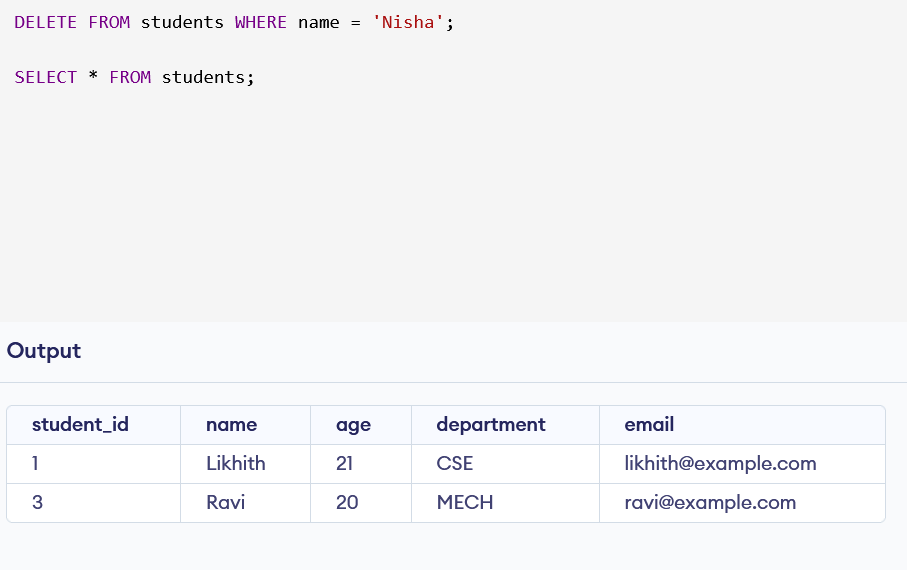 DELETE FROM students WHERE name = 'Nisha';
SELECT * FROM students;
Output
student_id name age department email
1 Likhith 21 CSE likhith@example.com
3 Ravi 20 MECH ravi@example.com